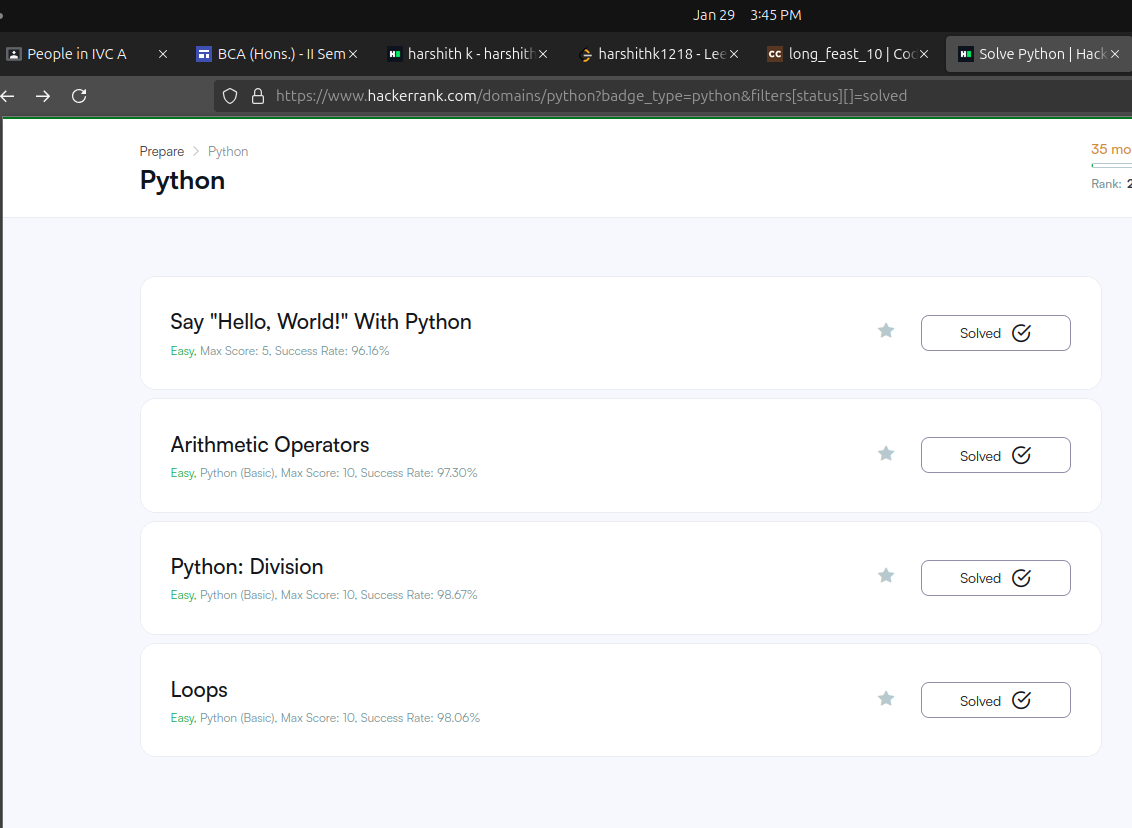 Jan 29 3:45 PM
People in IVC A
BCA (Hons.) - II Sem
harshith k - harshith
harshithk1218 - Lee
CC long_feast_10 | Coc
Solve Python | Hack
https://www.hackerrank.com/domains/python?badge_type=python&filters[status][]=solved
Prepare > Python
Python
35 mo
Rank: 2
Say "Hello, World!" With Python
Easy, Max Score: 5, Success Rate: 96.16%
Solved
Arithmetic Operators
Easy, Python (Basic), Max Score: 10, Success Rate: 97.30%
Solved
Python: Division
Easy, Python (Basic), Max Score: 10, Success Rate: 98.67%
Solved
Loops
Easy, Python (Basic), Max Score: 10, Success Rate: 98.06%
Solved